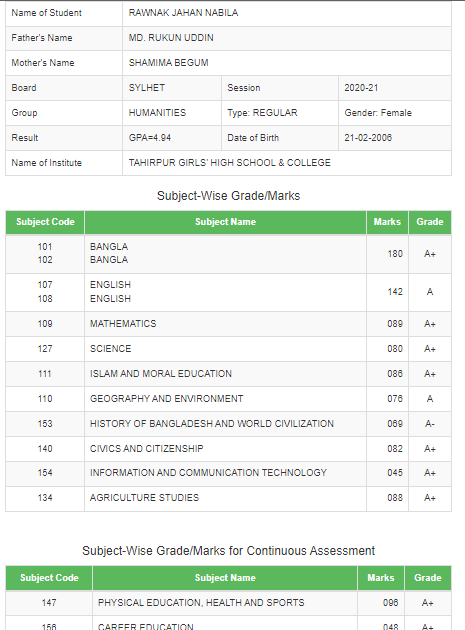 Name of Student RAWNAK JAHAN NABILA
Father's Name MD. RUKUN UDDIN
Mother's Name SHAMIMA BEGUM
Board SYLHET Session 2020-21
Group HUMANITIES Type: REGULAR Gender: Female
Result GPA=4.94 Date of Birth 21-02-2006
Name of Institute TAHIRPUR GIRLS' HIGH SCHOOL & COLLEGE
Subject-Wise Grade/Marks
Subject Code Subject Name Marks Grade
101 BANGLA
102 BANGLA
180 A+
107 ENGLISH
108 ENGLISH
142 A
109 MATHEMATICS 089 A+
127 SCIENCE 080 A+
111 ISLAM AND MORAL EDUCATION 086 A+
110 GEOGRAPHY AND ENVIRONMENT 076 A
153 HISTORY OF BANGLADESH AND WORLD CIVILIZATION 069 A-
140 CIVICS AND CITIZENSHIP 082 A+
154 INFORMATION AND COMMUNICATION TECHNOLOGY 045 A+
134 AGRICULTURE STUDIES 088 A+
Subject-Wise Grade/Marks for Continuous Assessment
Subject Code Subject Name Marks Grade
147 PHYSICAL EDUCATION, HEALTH AND SPORTS 096 A+
156 CAREER EDUCATION 048 A+